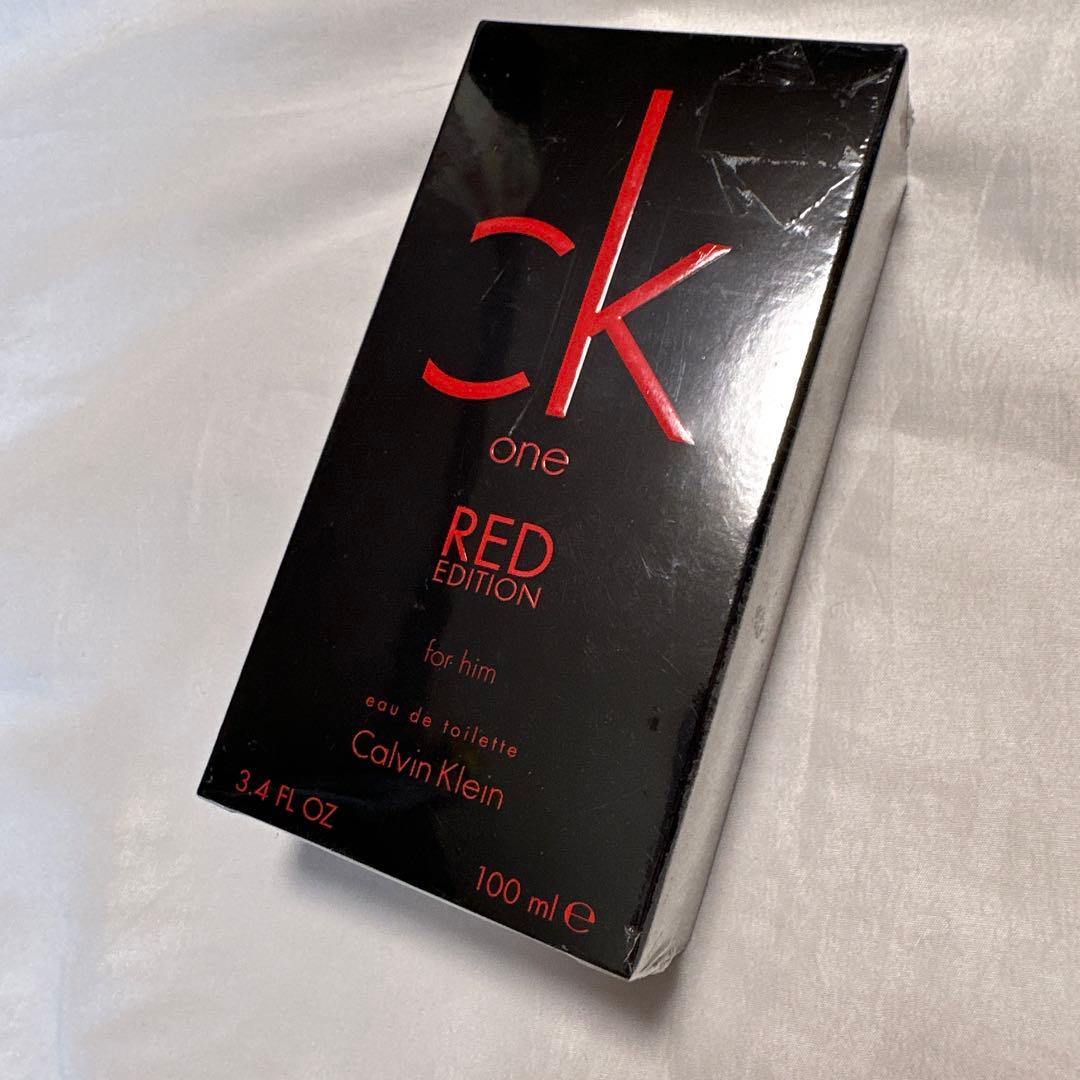 ck
one
RED
EDITION
for him
eau de toilette
Calvin Klein
3.4 FL OZ
100 ml ℮